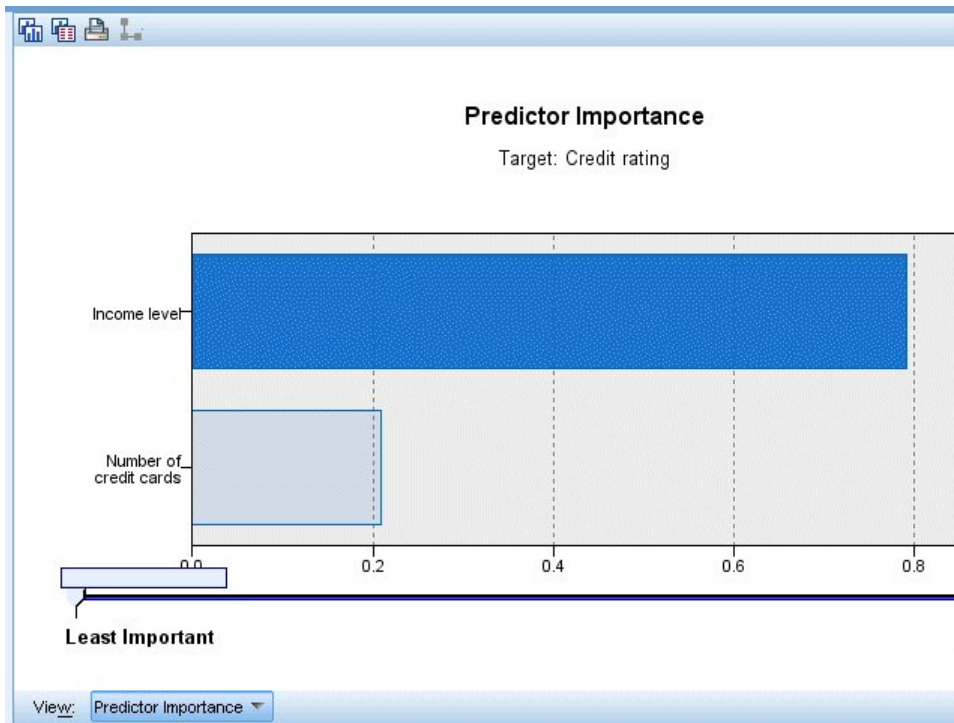 Predictor Importance
Target: Credit rating
Income level
Number of
credit cards
0.0 0.2 0.4 0.6 0.8
Least Important
View: Predictor Importance